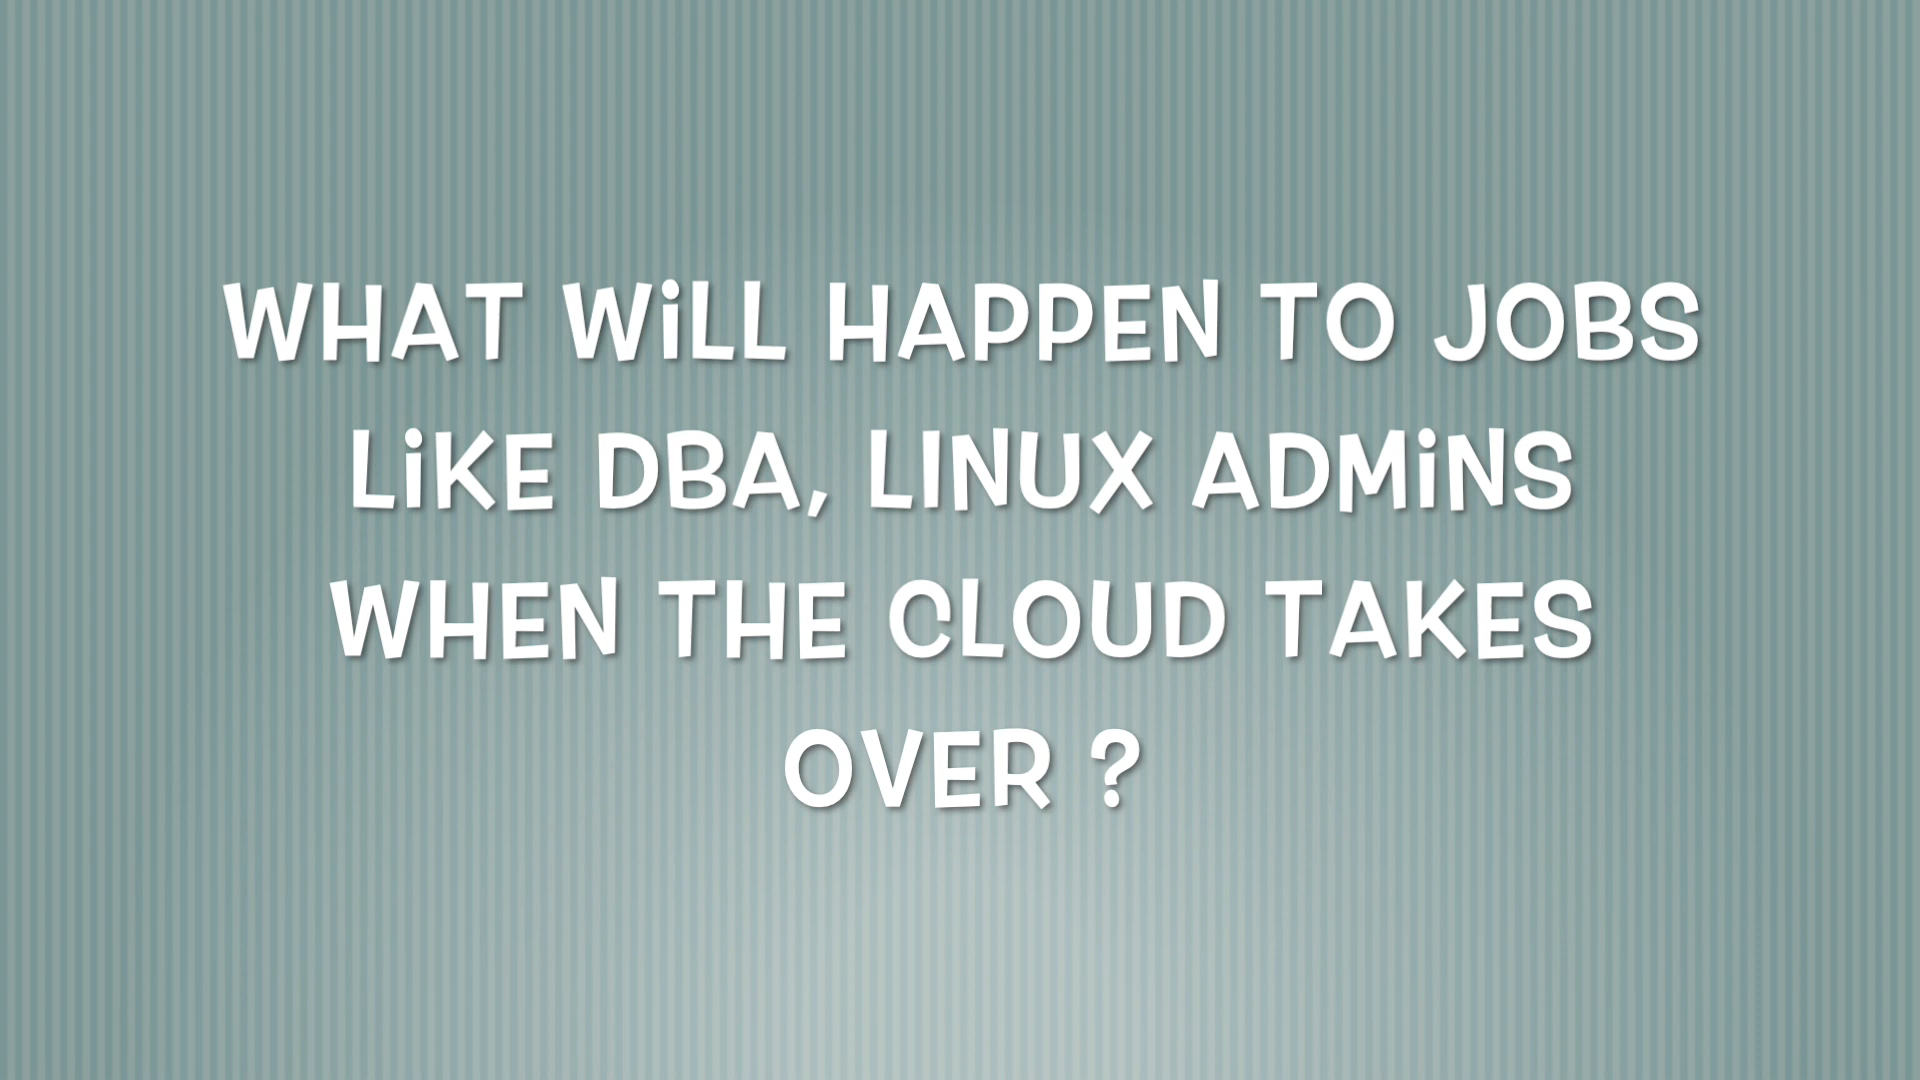 WHAT WiLL HAPPEN TO JOBS
LiKE DBA, LINUX ADMiNS
WHEN THE CLOUD TAKES
OVER ?